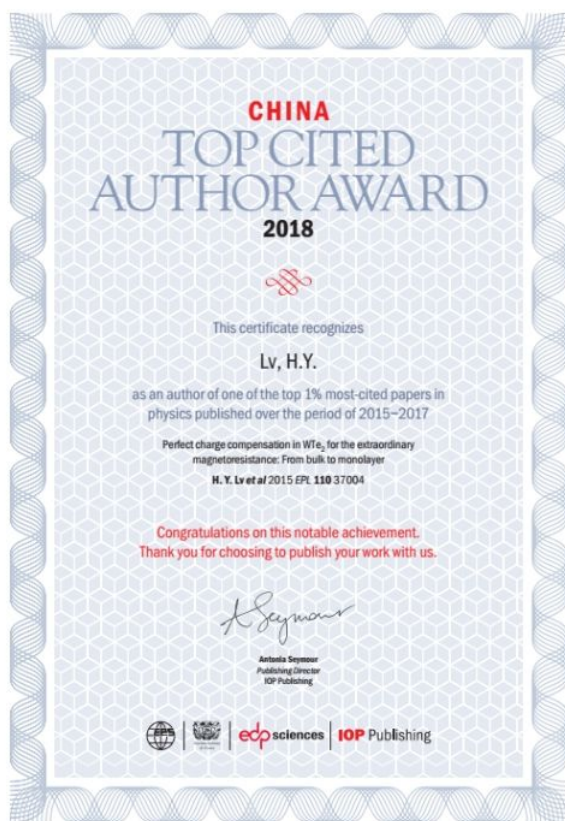 CHINA
TOP CITED
AUTHOR AWARD
2018
This certificate recognizes
Lv, H.Y.
as an author of one of the top 1% most-cited papers in
physics published over the period of 2015–2017
Perfect charge compensation in WTe₂ for the extraordinary
magnetoresistance: From bulk to monolayer
H. Y. Lv et al 2015 EPL 110 37004
Congratulations on this notable achievement.
Thank you for choosing to publish your work with us.
A Seymour
Antonia Seymour
Publishing Director
IOP Publishing
EPS edp sciences IOP Publishing